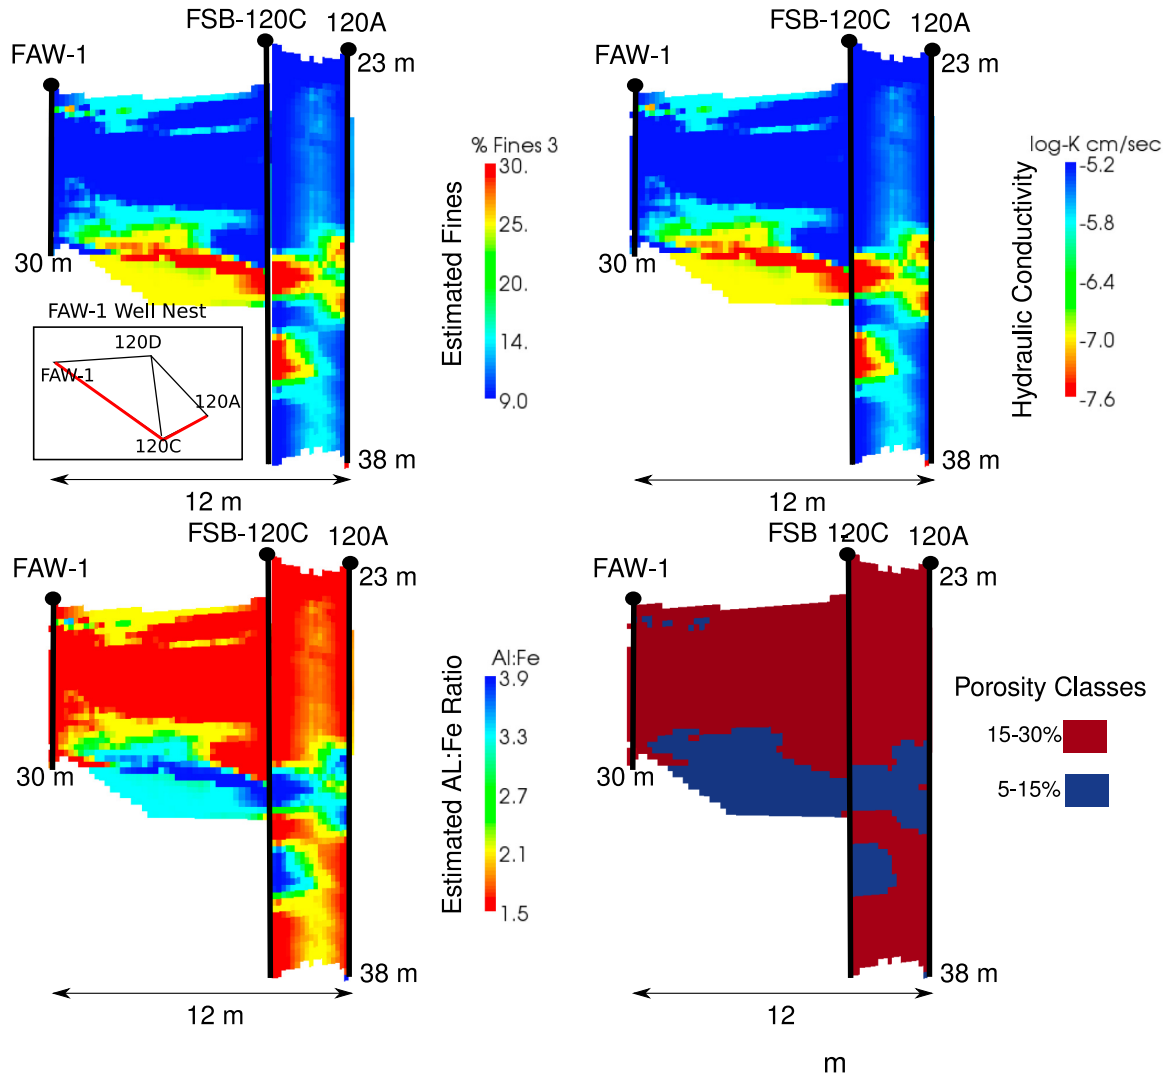 FSB-120C
120A
FAW-1
23 m
% Fines 3
30.
25.
20.
14.
9.0
Estimated Fines
30 m
FAW-1 Well Nest
120D
FAW-1
120A
120C
38 m
12 m
FSB-120C
120A
FAW-1
23 m
log-K cm/sec
-5.2
-5.8
-6.4
-7.0
-7.6
Hydraulic Conductivity
30 m
38 m
12 m
FSB-120C
120A
FAW-1
23 m
Al:Fe
3.9
3.3
2.7
2.1
1.5
Estimated AL:Fe Ratio
30 m
38 m
12 m
FSB 120C
120A
FAW-1
23 m
Porosity Classes
15-30%
5-15%
30 m
38 m
12
m